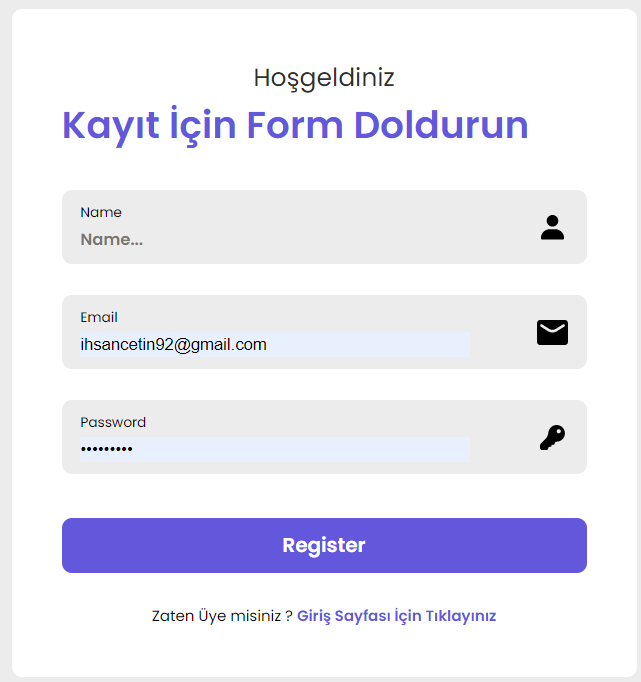 Hoşgeldiniz
Kayıt İçin Form Doldurun
Name
Name...
Email
ihsancetin92@gmail.com
Password
•••••••••
Register
Zaten Üye misiniz ? Giriş Sayfası İçin Tıklayınız